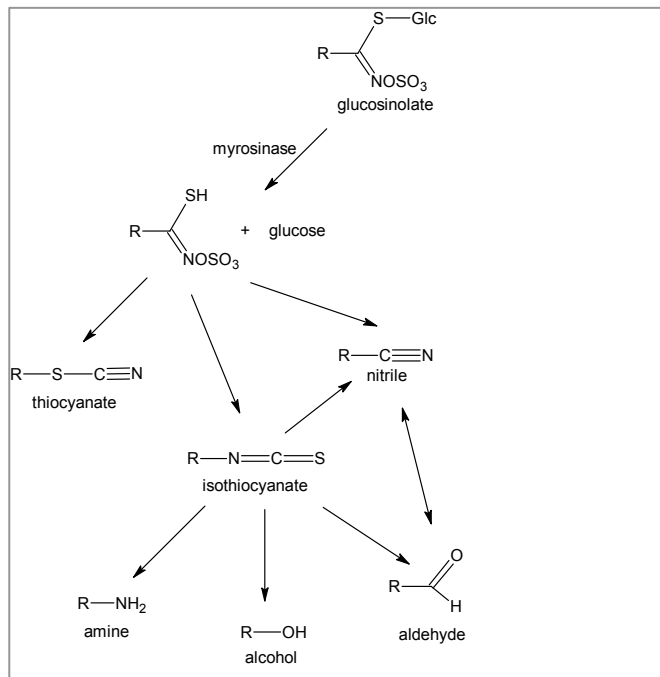 S—Glc
R
NOSO3
glucosinolate
myrosinase
SH
R
+ glucose
NOSO3
R—S—C≡N
thiocyanate
R—C≡N
nitrile
R—N=C=S
isothiocyanate
R—NH2
amine
R—OH
alcohol
O
R
H
aldehyde